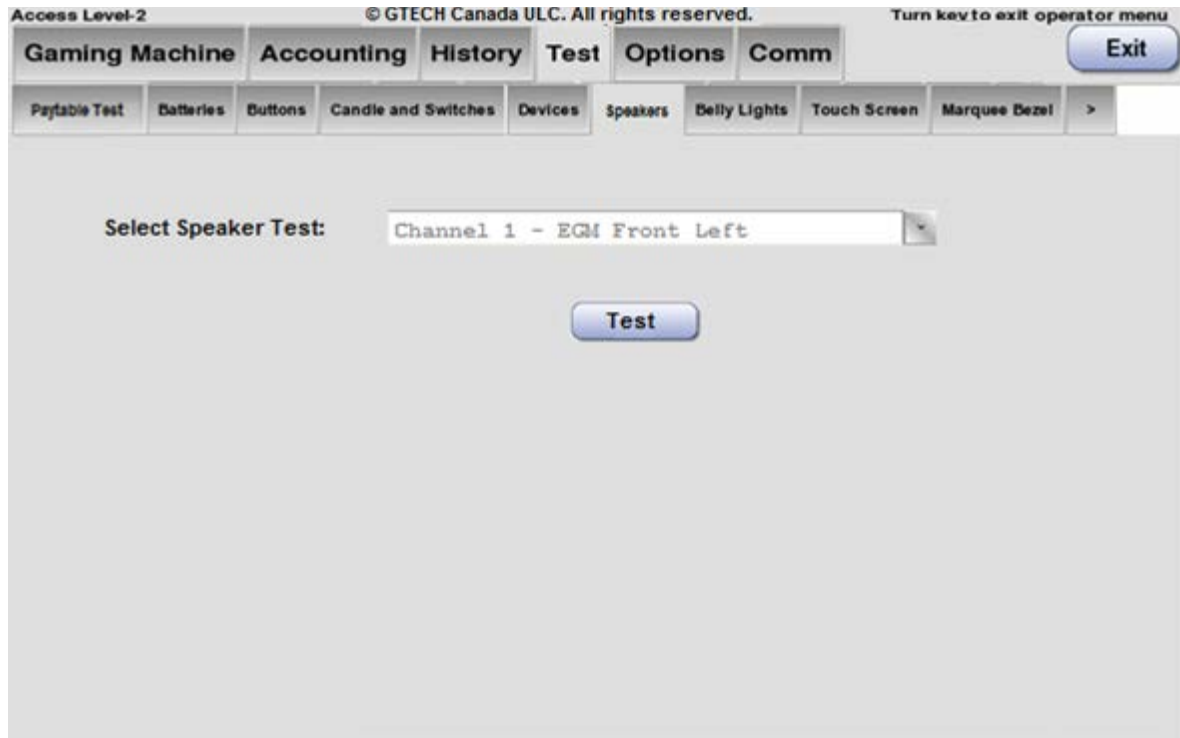 Access Level-2 © GTECH Canada ULC. All rights reserved. Turn key to exit operator menu
Gaming Machine Accounting History Test Options Comm Exit
Paytable Test Batteries Buttons Candle and Switches Devices Speakers Belly Lights Touch Screen Marquee Bezel >
Select Speaker Test: Channel 1 - EGM Front Left
Test